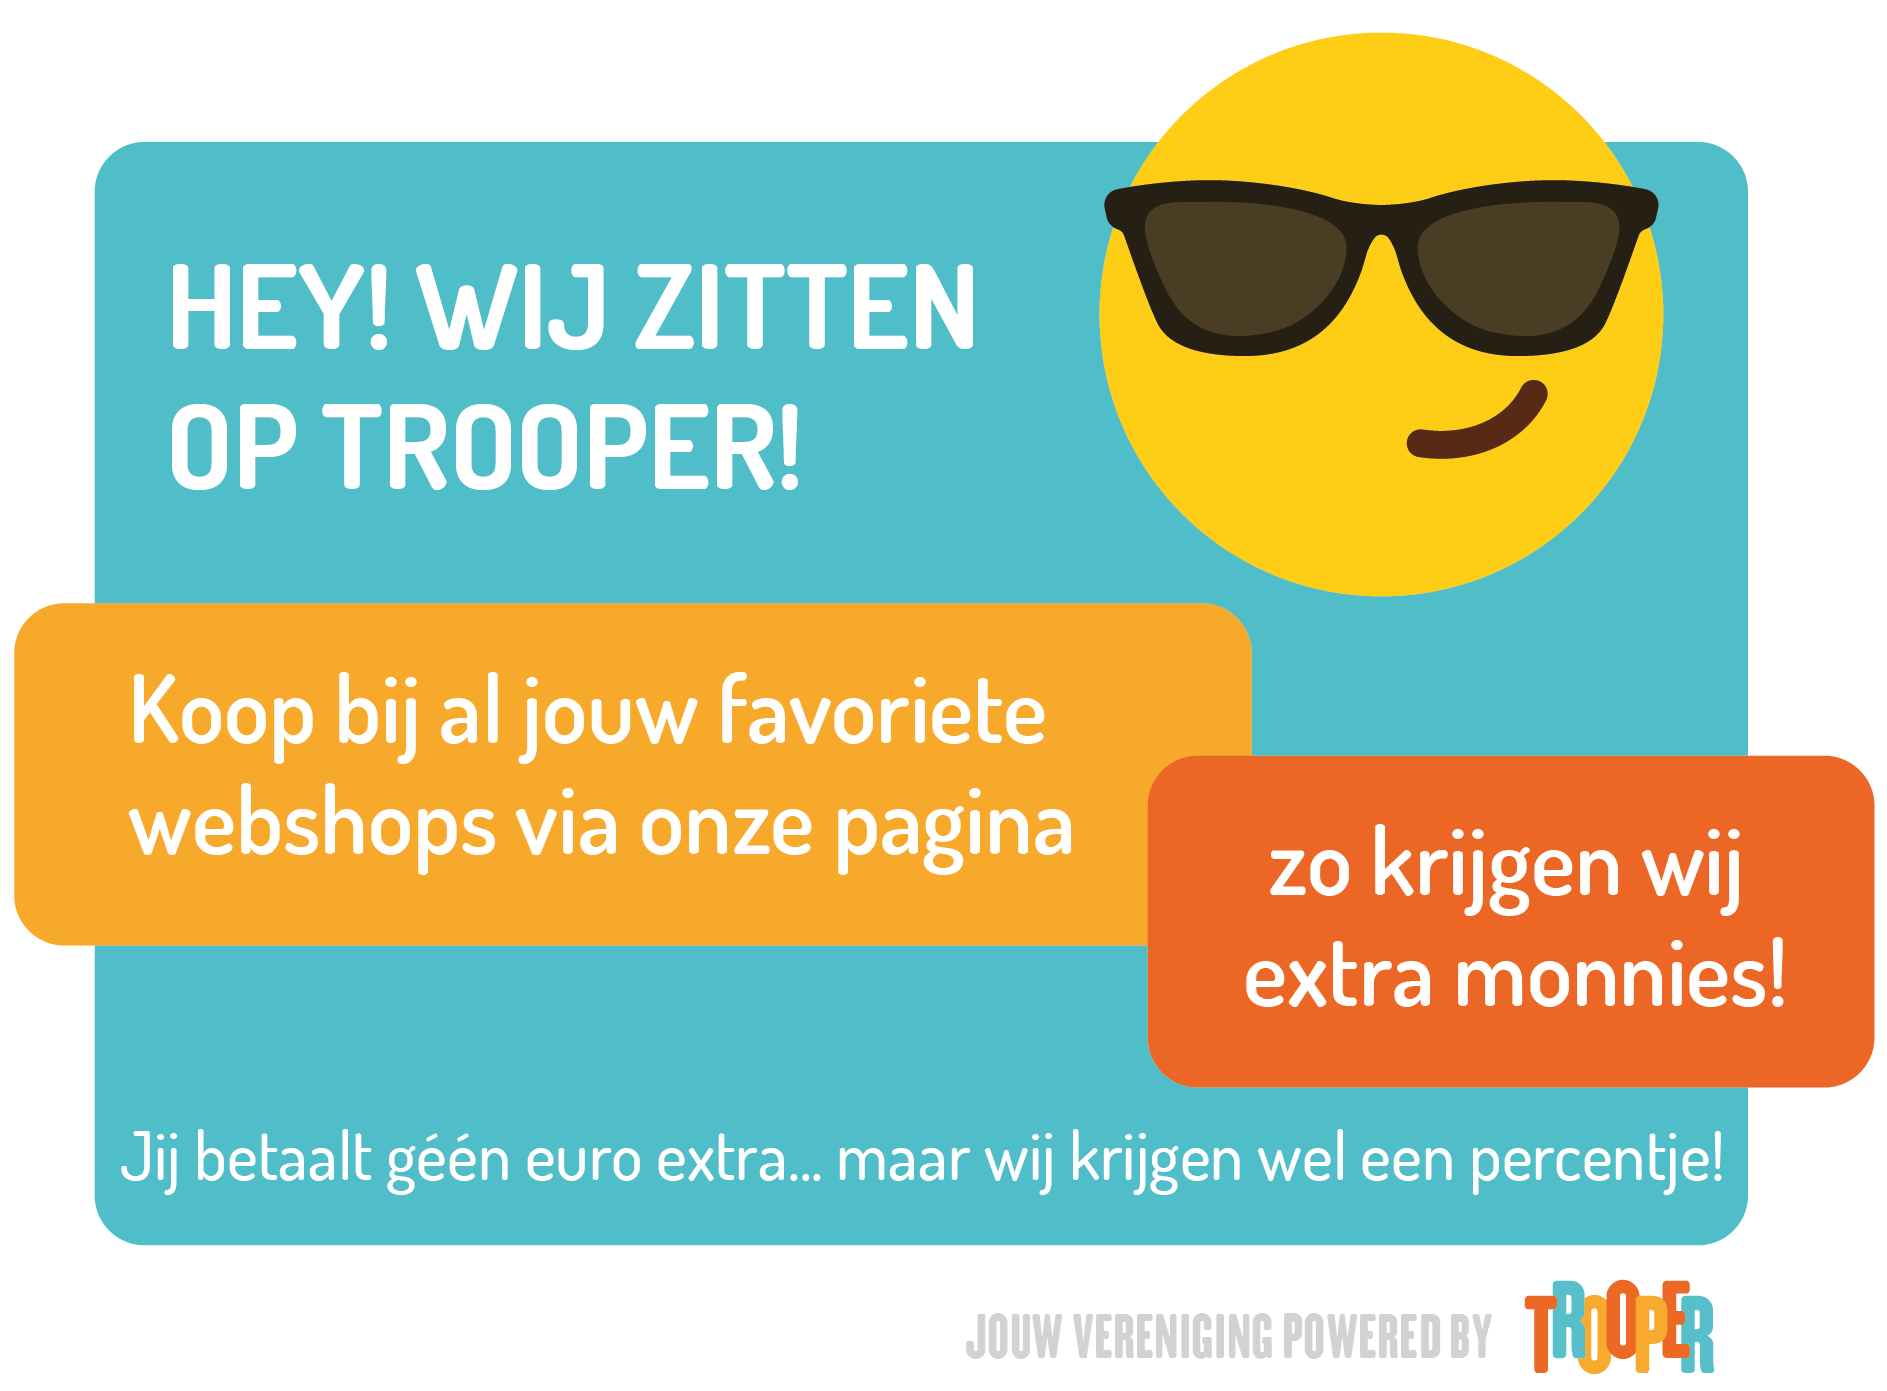 HEY! WIJ ZITTEN
OP TROOPER!
Koop bij al jouw favoriete
webshops via onze pagina
zo krijgen wij
extra monnies!
Jij betaalt géén euro extra... maar wij krijgen wel een percentje!
JOUW VERENIGING POWERED BY TROOPER